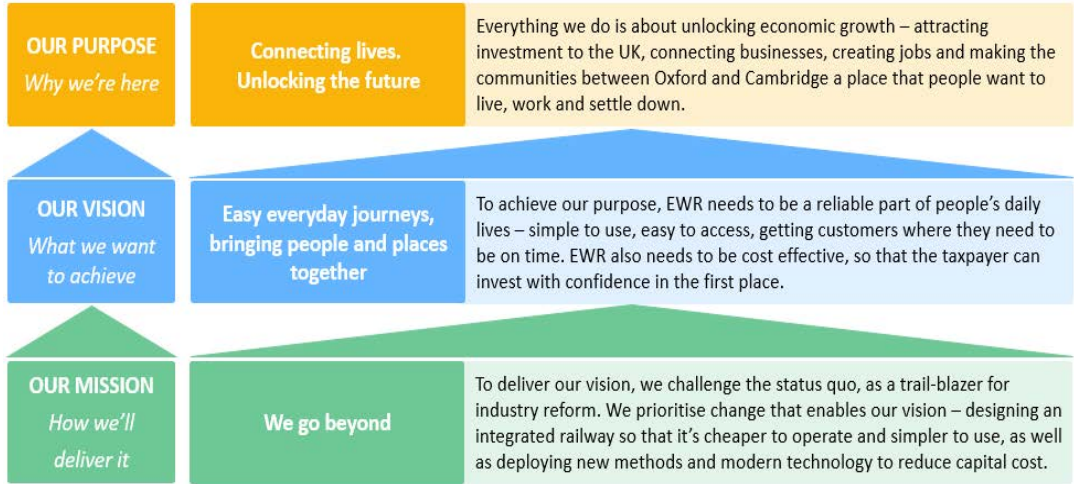 OUR PURPOSE
Why we're here
Connecting lives.
Unlocking the future
Everything we do is about unlocking economic growth – attracting
investment to the UK, connecting businesses, creating jobs and making the
communities between Oxford and Cambridge a place that people want to
live, work and settle down.
OUR VISION
What we want
to achieve
Easy everyday journeys,
bringing people and places
together
To achieve our purpose, EWR needs to be a reliable part of people's daily
lives – simple to use, easy to access, getting customers where they need to
be on time. EWR also needs to be cost effective, so that the taxpayer can
invest with confidence in the first place.
OUR MISSION
How we'll
deliver it
We go beyond
To deliver our vision, we challenge the status quo, as a trail-blazer for
industry reform. We prioritise change that enables our vision – designing an
integrated railway so that it's cheaper to operate and simpler to use, as well
as deploying new methods and modern technology to reduce capital cost.